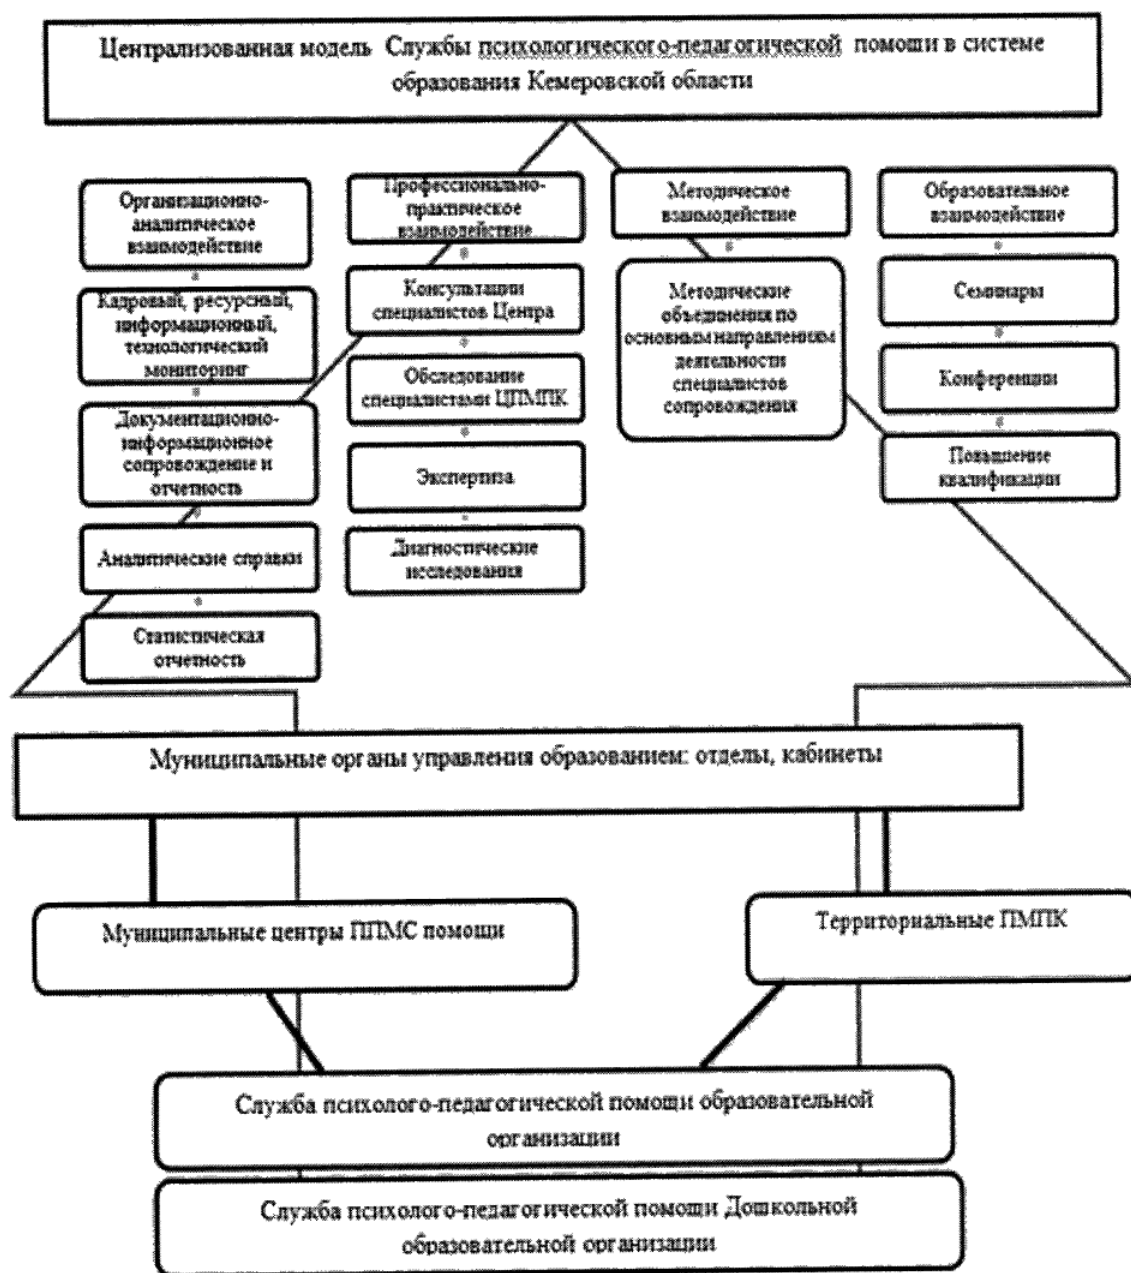 Централизованная модель Службы психологического-педагогической помощи в системе
образования Кемеровской области
Организационно-
аналитическое
взаимодействие
Кадровый, ресурсный,
информационный,
технологический
мониторинг
Документационно-
информационное
сопровождение и
отчетность
Аналитические справки
Статистическая
отчетность
Профессионально-
практическое
взаимодействие
Консультации
специалистов Центра
Обследование
специалистами ЦПМПК
Экспертиза
Диагностические
исследования
Методическое
взаимодействие
Методические
объединения по
основным направлениям
деятельности
специалистов
сопровождения
Образовательное
взаимодействие
Семинары
Конференции
Повышение
квалификации
Муниципальные органы управления образованием: отделы, кабинеты
Муниципальные центры ППМС помощи
Территориальные ПМПК
Служба психолого-педагогической помощи образовательной
организации
Служба психолого-педагогической помощи Дошкольной
образовательной организации